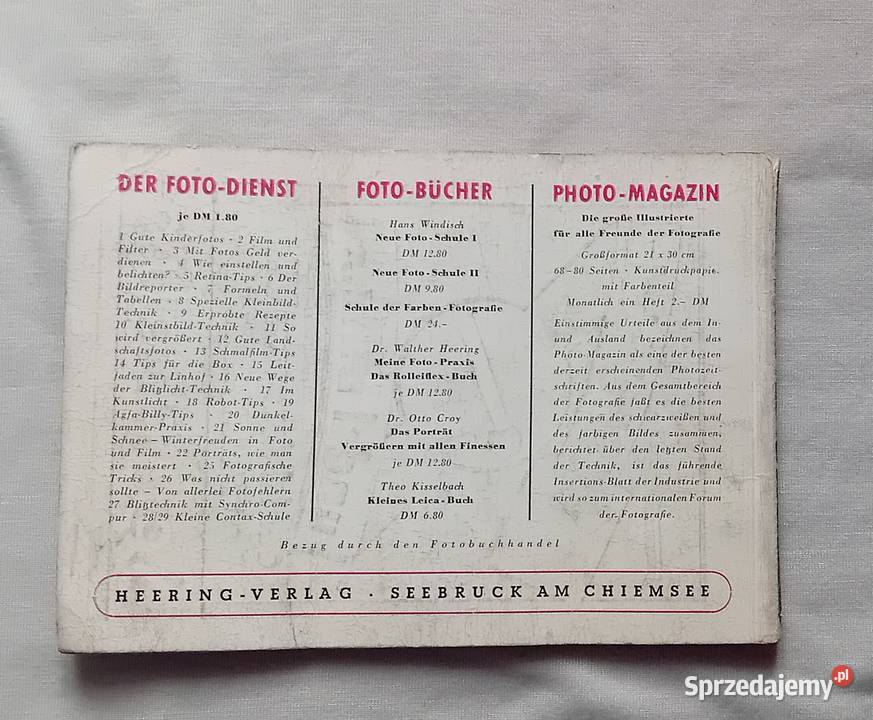 DER FOTO-DIENST
je DM 1.80
1 Gute Kinderfotos · 2 Film und
Filter · 3 Mit Fotos Geld ver-
dienen · 4 Wie einstellen und
belichten? · 5 Retina-Tips · 6 Der
Bildreporter · 7 Formeln und
Tabellen · 8 Spezielle Kleinbild-
Technik · 9 Erprobte Rezepte
10 Kleinstbild-Technik · 11 So
wird vergrößert · 12 Gute Land-
schaftsfotos · 13 Schmalfilm-Tips
14 Tips für die Box · 15 Leit-
faden zur Linhof · 16 Neue Wege
der Blitzlicht-Technik · 17 Im
Kunstlicht · 18 Robot-Tips · 19
Agfa-Billy-Tips · 20 Dunkel-
kammer-Praxis · 21 Sonne und
Schnee – Winterfreuden in Foto
und Film · 22 Porträts, wie man
sie meistert · 25 Fotografische
Tricks · 26 Was nicht passieren
sollte – Von allerlei Fotofehlern
27 Blitztechnik mit Synchro-Com-
pur · 28/29 Kleine Contax-Schule
FOTO-BÜCHER
Hans Windisch
Neue Foto-Schule I
DM 12.80
Neue Foto-Schule II
DM 9.80
Schule der Farben-Fotografie
DM 24.-
Dr. Walther Heering
Meine Foto-Praxis
Das Rolleiflex-Buch
je DM 12.80
Dr. Otto Croy
Das Porträt
Vergrößern mit allen Finessen
je DM 12.80
Theo Kisselbach
Kleines Leica-Buch
DM 6.80
PHOTO-MAGAZIN
Die große Illustrierte
für alle Freunde der Fotografie
Großformat 21 x 30 cm
68-80 Seiten · Kunstdruckpapie.
mit Farbenteil
Monatlich ein Heft 2.- DM
Einstimmige Urteile aus dem In-
und Ausland bezeichnen das
Photo-Magazin als eine der besten
derzeit erscheinenden Photozeit-
schriften. Aus dem Gesamtbereich
der Fotografie faßt es die besten
Leistungen des schwarzweißen und
des farbigen Bildes zusammen,
berichtet über den letzten Stand
der Technik, ist das führende
Insertions-Blatt der Industrie und
wird so zum internationalen Forum
der Fotografie.
Bezug durch den Fotobuchhandel
HEERING-VERLAG · SEEBRUCK AM CHIEMSEE
Sprzedajemy.pl